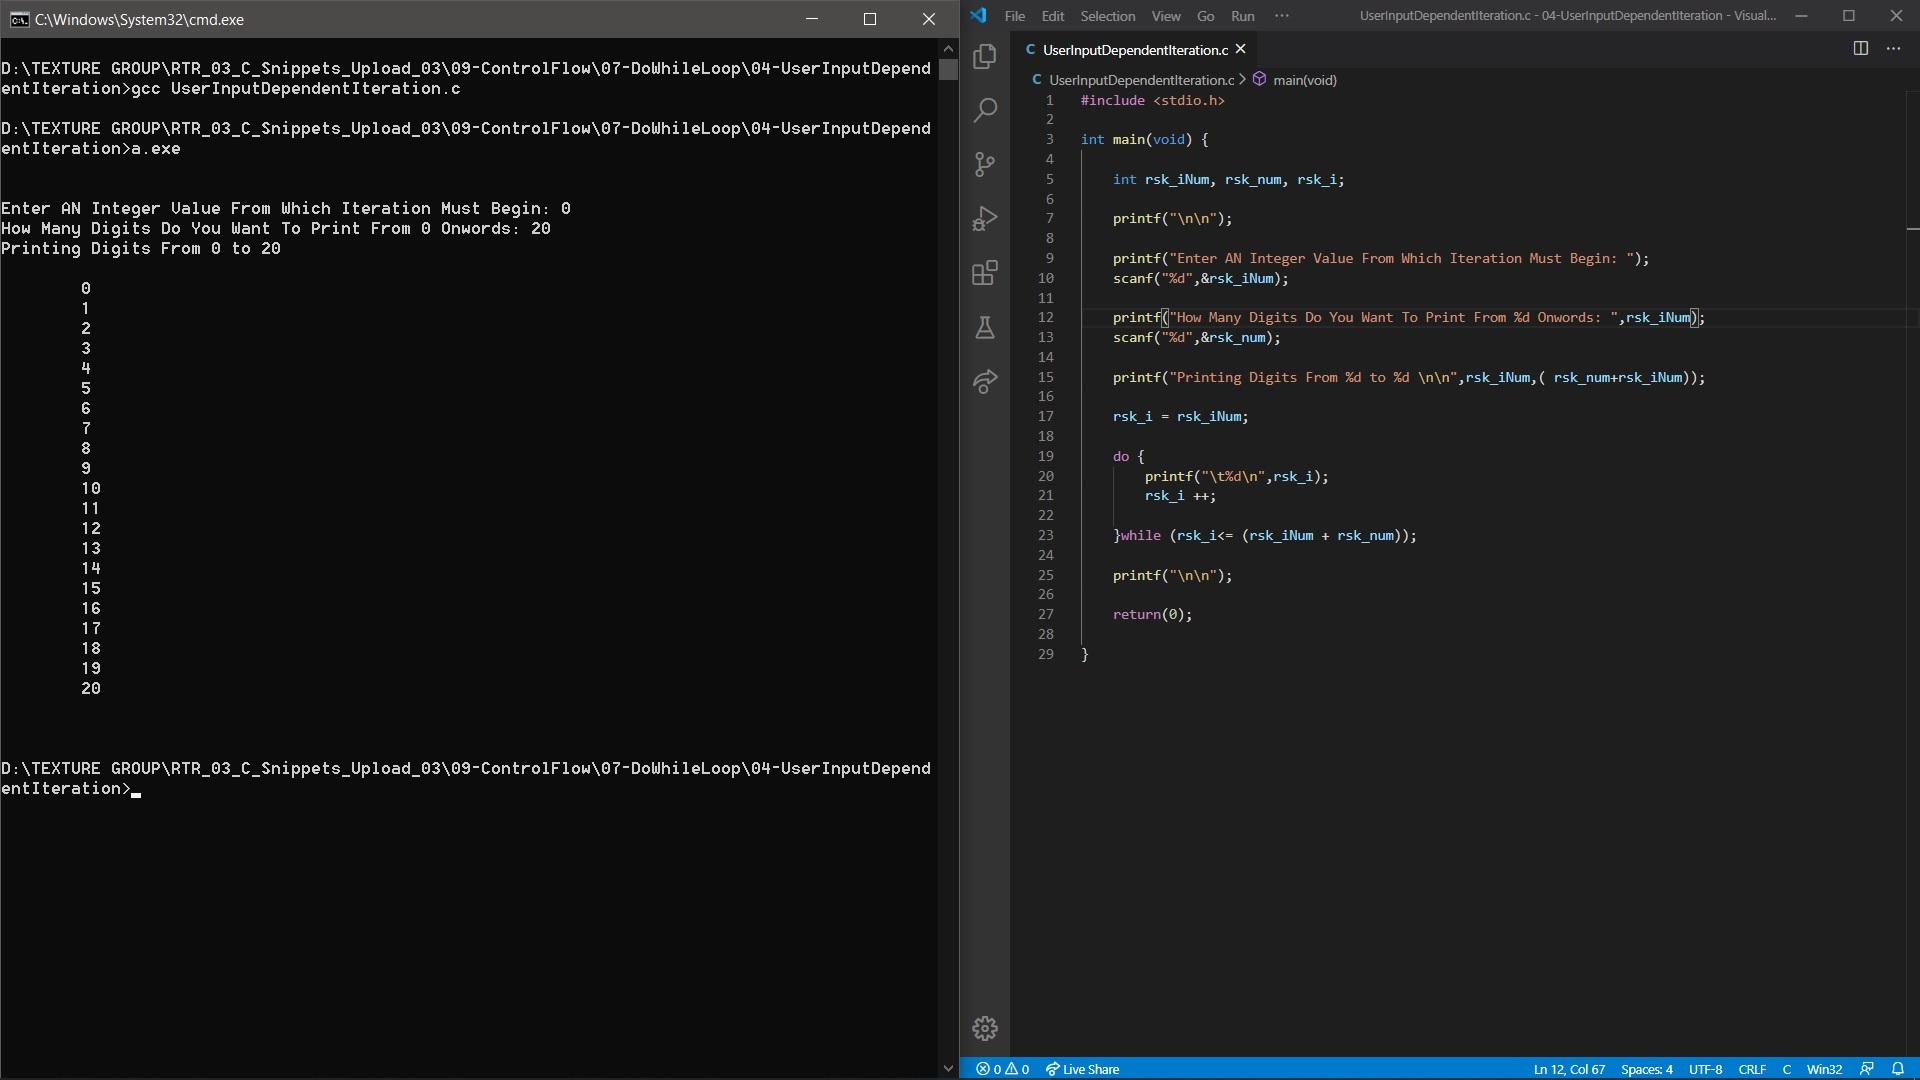 C:\Windows\System32\cmd.exe
D:\TEXTURE GROUP\RTR_03_C_Snippets_Upload_03\09-ControlFlow\07-DoWhileLoop\04-UserInputDepend
entIteration>gcc UserInputDependentIteration.c
D:\TEXTURE GROUP\RTR_03_C_Snippets_Upload_03\09-ControlFlow\07-DoWhileLoop\04-UserInputDepend
entIteration>a.exe
Enter AN Integer Value From Which Iteration Must Begin: 0
How Many Digits Do You Want To Print From 0 Onwords: 20
Printing Digits From 0 to 20
0
1
2
3
4
5
6
7
8
9
10
11
12
13
14
15
16
17
18
19
20
D:\TEXTURE GROUP\RTR_03_C_Snippets_Upload_03\09-ControlFlow\07-DoWhileLoop\04-UserInputDepend
entIteration>
File Edit Selection View Go Run ··· UserInputDependentIteration.c - 04-UserInputDependentIteration - Visual...
C UserInputDependentIteration.c
C UserInputDependentIteration.c > main(void)
1 #include <stdio.h>
2
3 int main(void) {
4
5 int rsk_iNum, rsk_num, rsk_i;
6
7 printf("\n\n");
8
9 printf("Enter AN Integer Value From Which Iteration Must Begin: ");
10 scanf("%d",&rsk_iNum);
11
12 printf("How Many Digits Do You Want To Print From %d Onwords: ",rsk_iNum);
13 scanf("%d",&rsk_num);
14
15 printf("Printing Digits From %d to %d \n\n",rsk_iNum,( rsk_num+rsk_iNum));
16
17 rsk_i = rsk_iNum;
18
19 do {
20 printf("\t%d\n",rsk_i);
21 rsk_i ++;
22
23 }while (rsk_i<= (rsk_iNum + rsk_num));
24
25 printf("\n\n");
26
27 return(0);
28
29 }
0 0 Live Share Ln 12, Col 67 Spaces: 4 UTF-8 CRLF C Win32